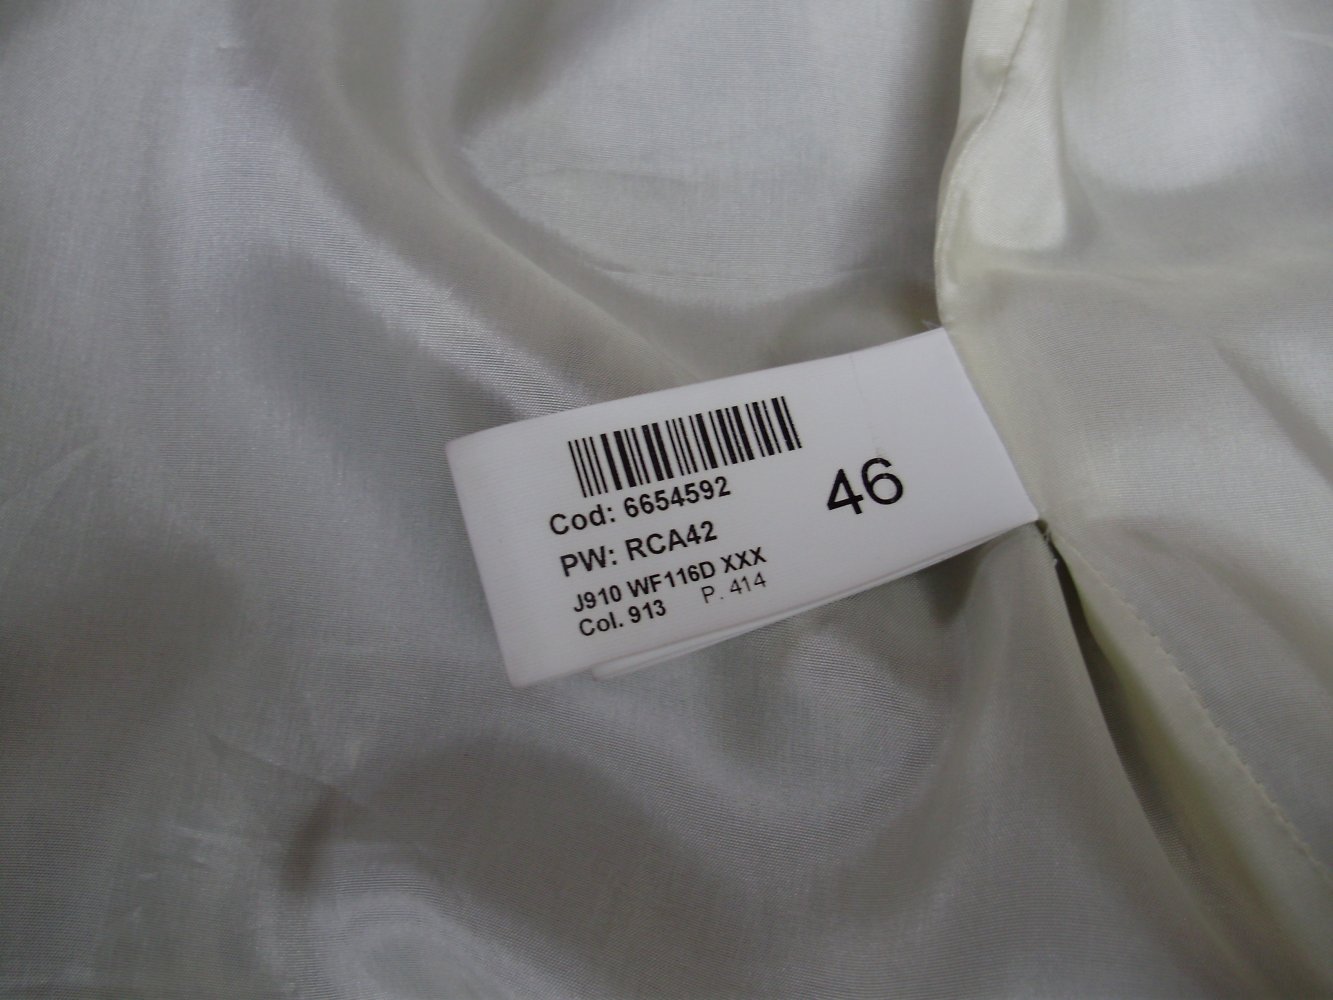 Cod: 6654592
46
PW: RCA42
J910 WF116D XXX
Col. 913 P. 414